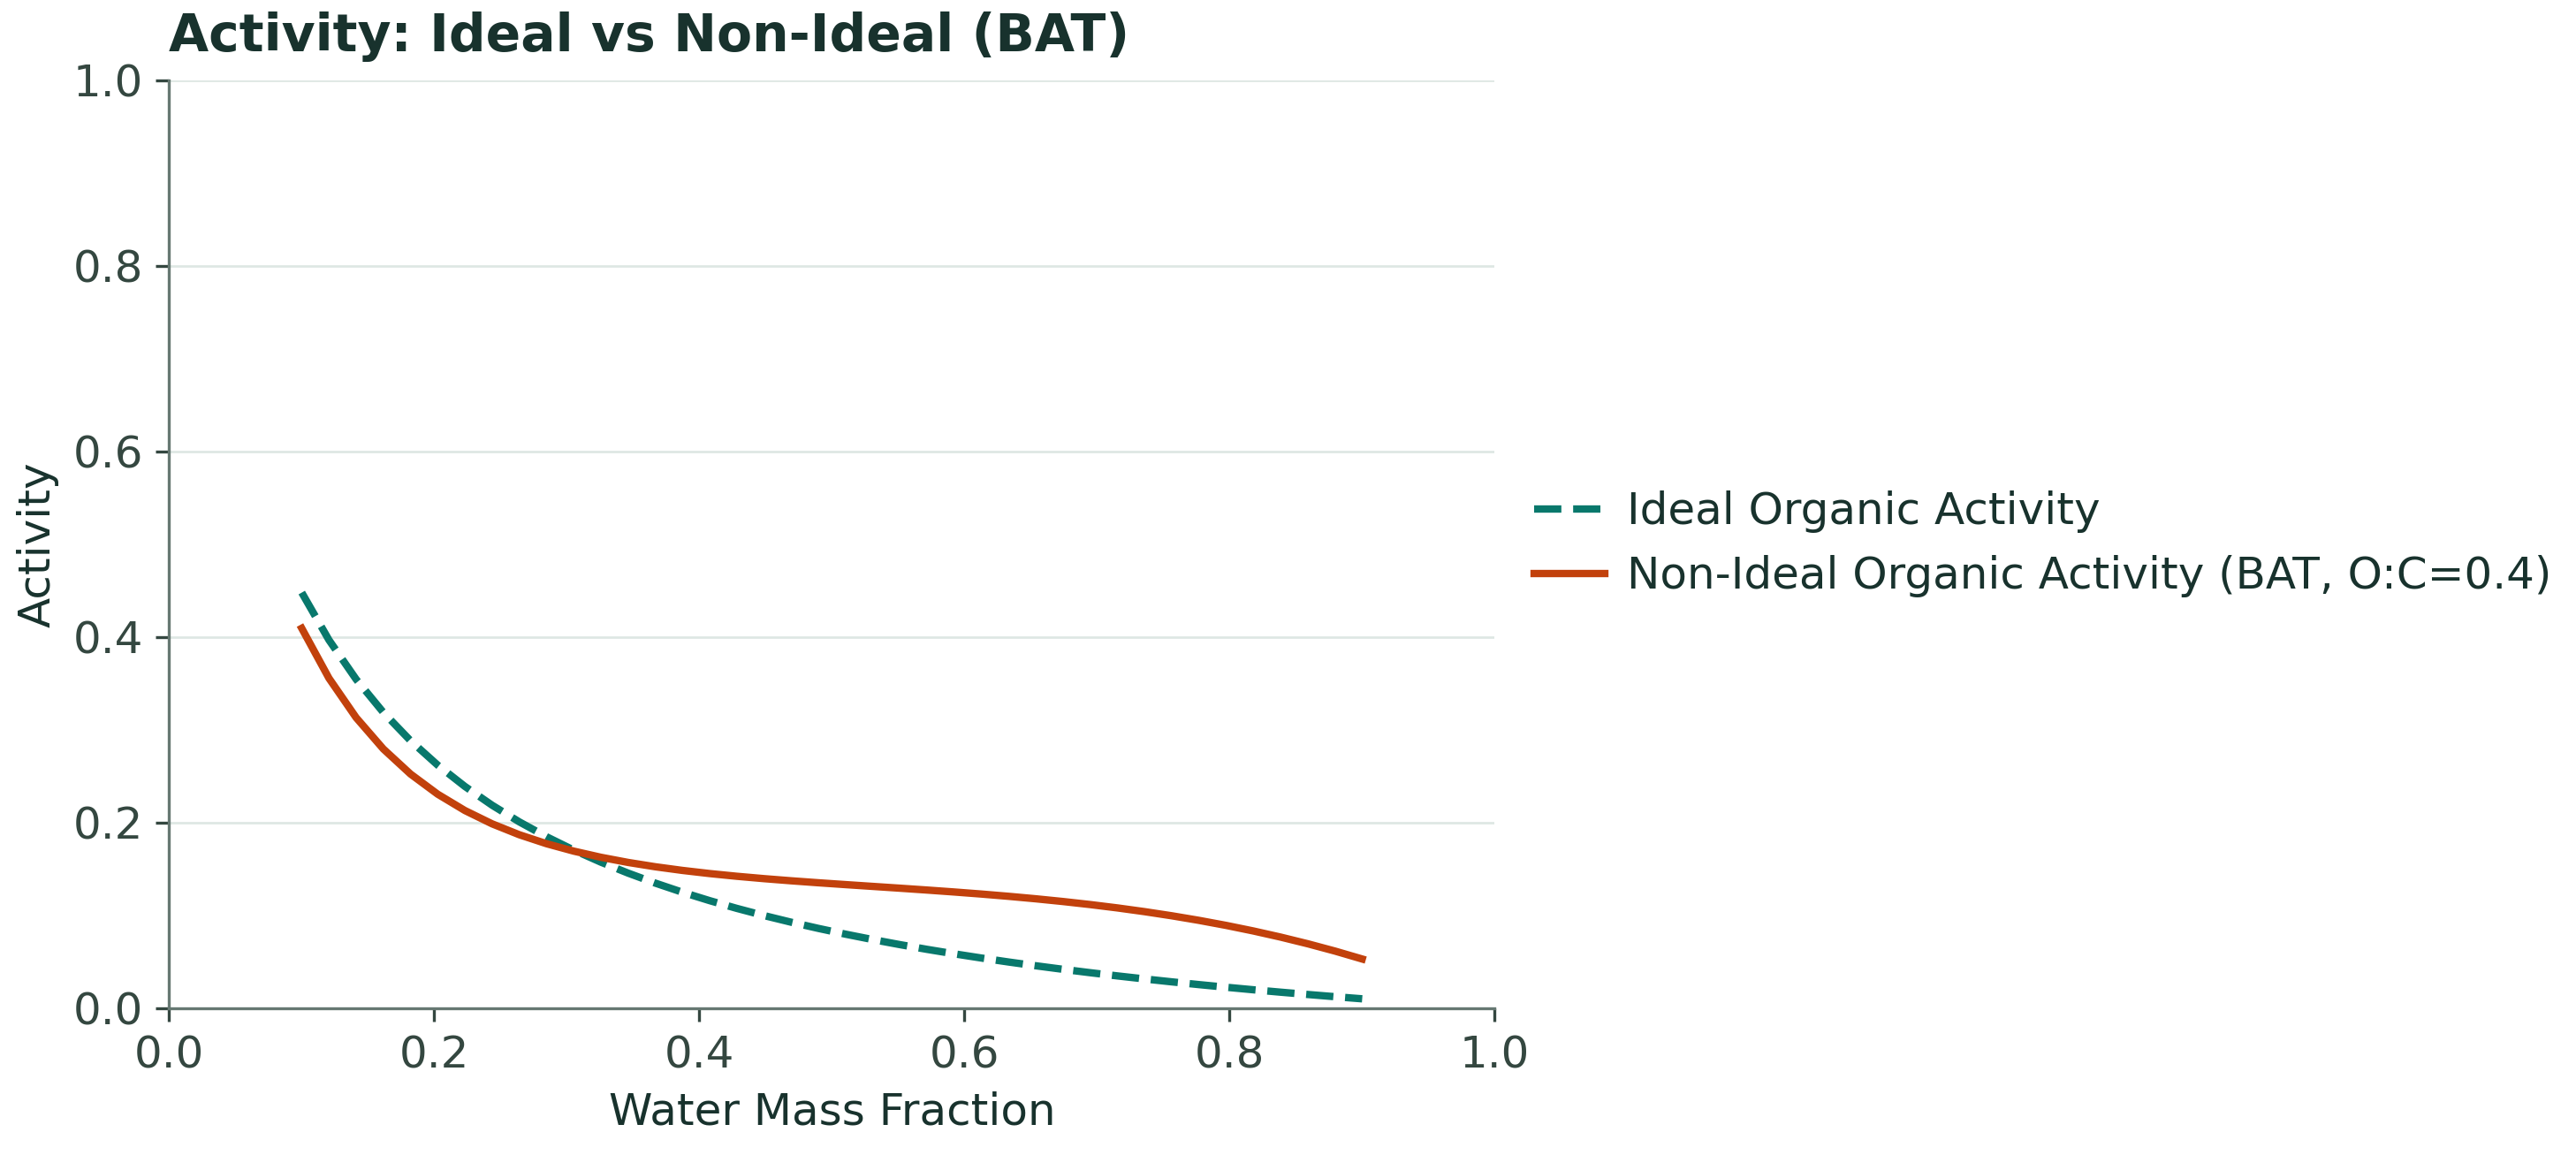 Activity: Ideal vs Non-Ideal (BAT)
1.0
0.8
0.6
0.4
0.2
0.0
Activity
0.0 0.2 0.4 0.6 0.8 1.0
Water Mass Fraction
Ideal Organic Activity
Non-Ideal Organic Activity (BAT, O:C=0.4)